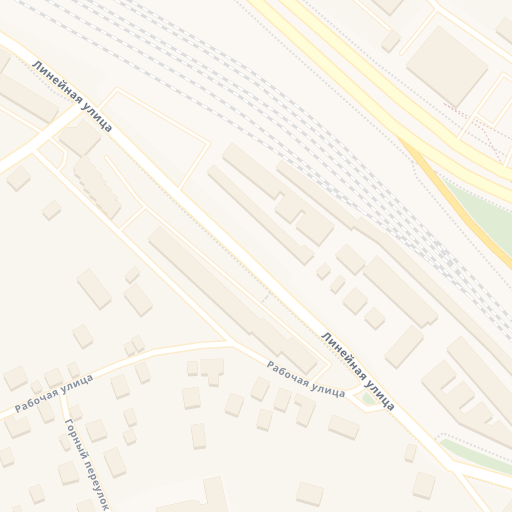 Линейная улица
Линейная улица
Рабочая улица
Рабочая улица
Горный переулок